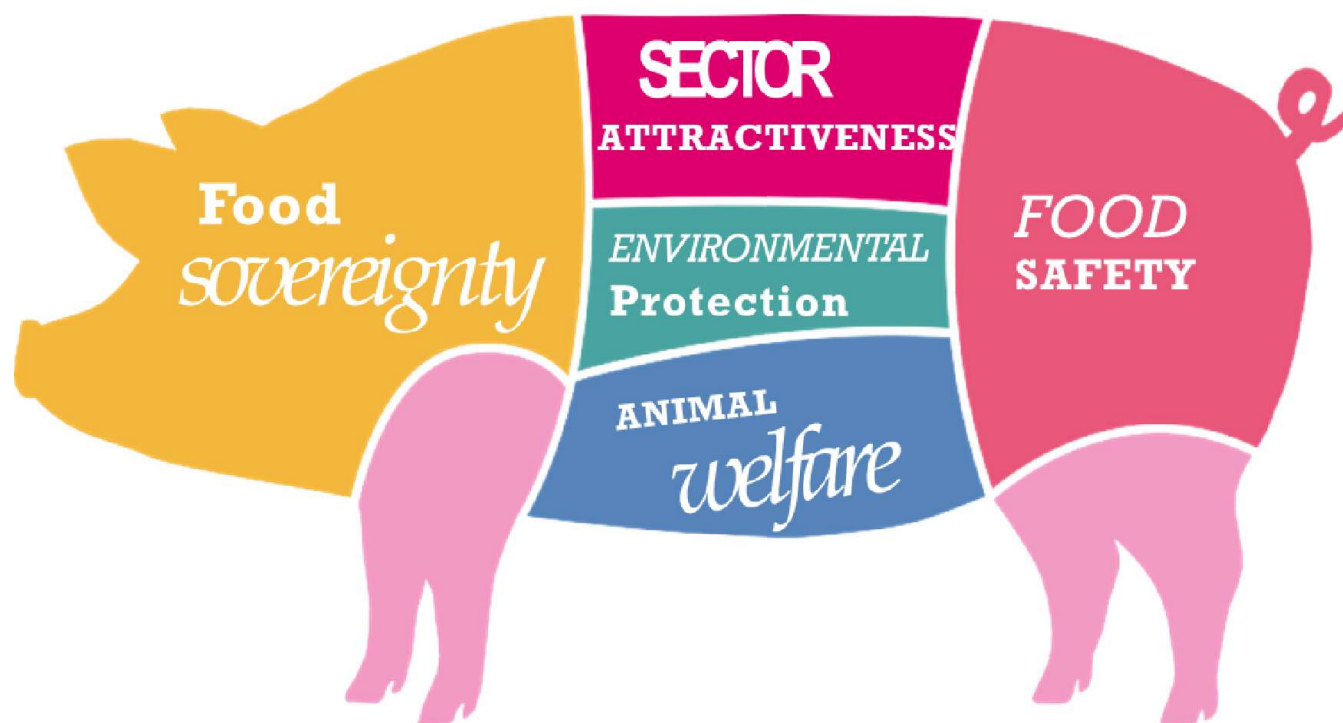 Food
sovereignty
SECTOR
ATTRACTIVENESS
ENVIRONMENTAL
Protection
ANIMAL
welfare
FOOD
SAFETY